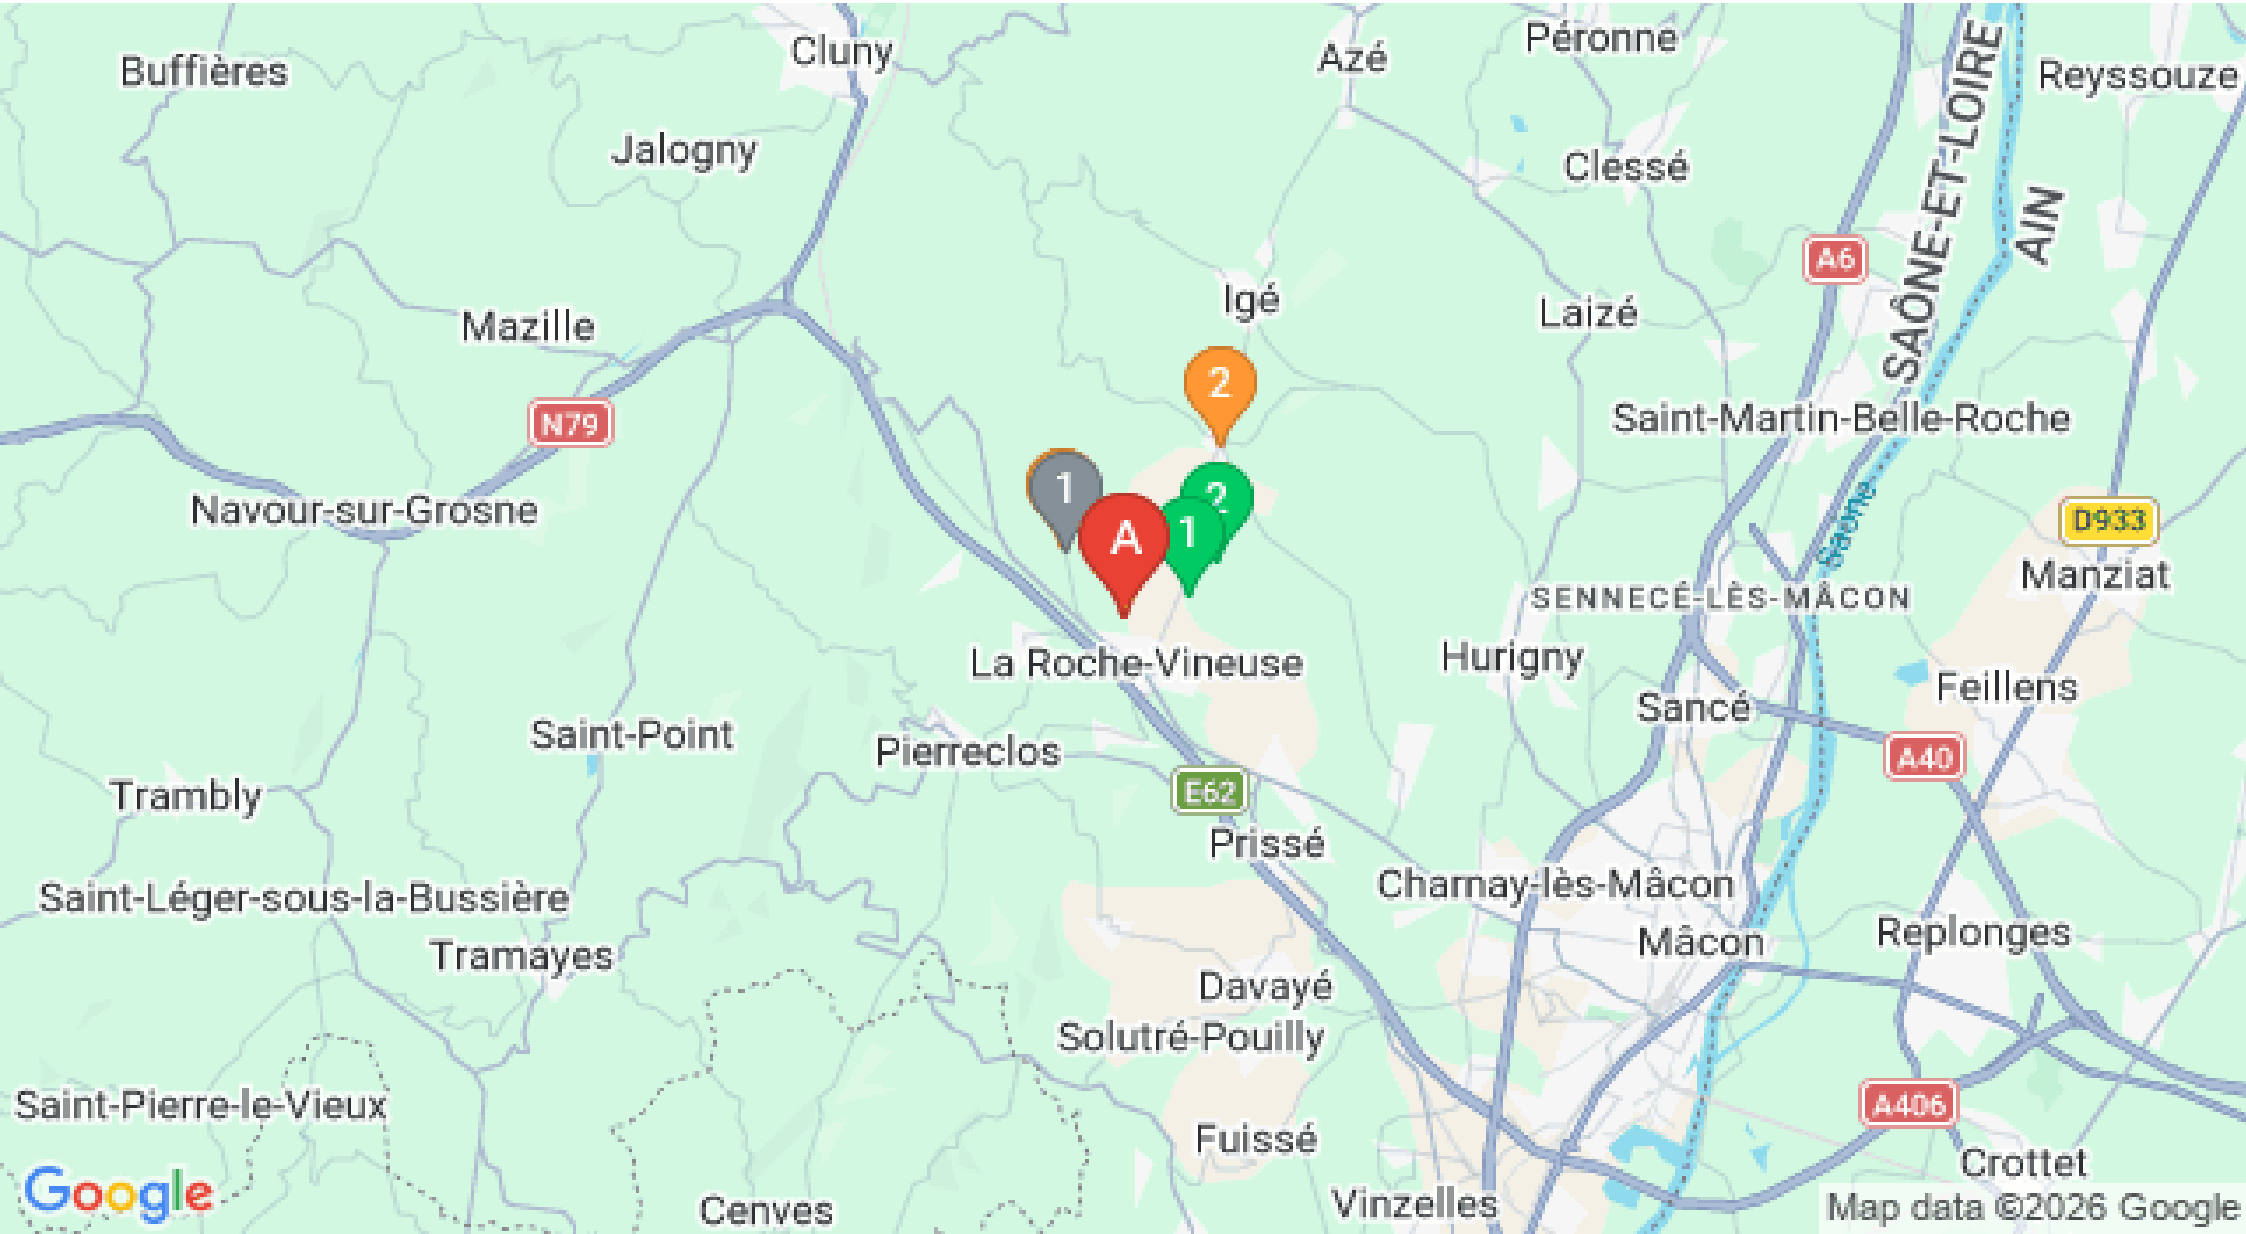 Cluny
Azé
Péronne
Buffières
Reyssouze
Jalogny
Clessé
SAÔNE-ET-LOIRE
AIN
A6
Igé
Laizé
Mazille
2
N79
Saint-Martin-Belle-Roche
1
2
Navour-sur-Grosne
A
1
Saône
D933
Manziat
SENNECÉ-LÈS-MÂCON
La Roche-Vineuse
Hurigny
Feillens
Sancé
Saint-Point
Pierreclos
A40
E62
Trambly
Prissé
Charnay-lès-Mâcon
Saint-Léger-sous-la-Bussière
Replonges
Mâcon
Tramayes
Davayé
Solutré-Pouilly
Saint-Pierre-le-Vieux
A406
Fuissé
Crottet
Google
Cenves
Vinzelles
Map data ©2026 Google